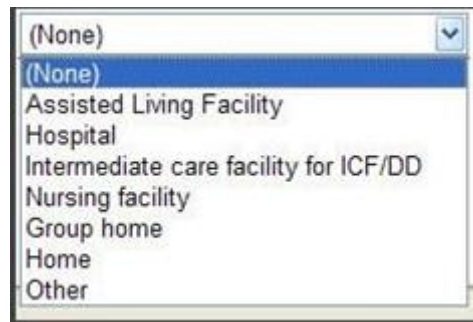 (None)
(None)
Assisted Living Facility
Hospital
Intermediate care facility for ICF/DD
Nursing facility
Group home
Home
Other